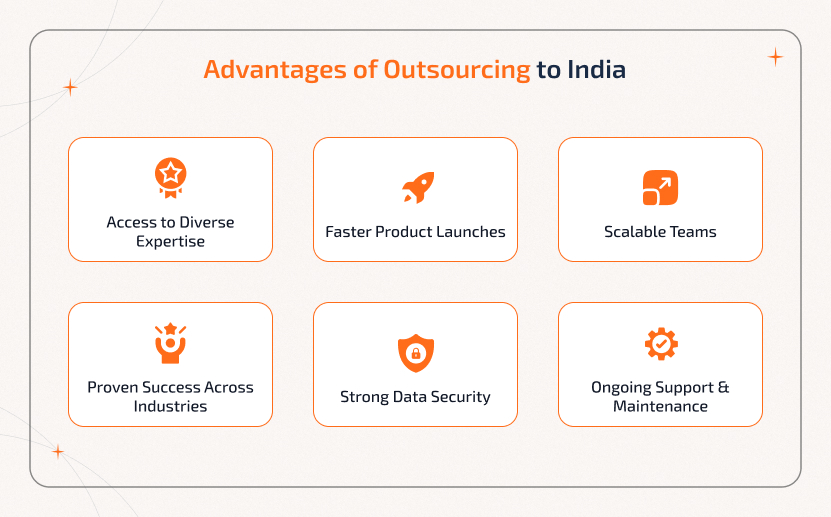 Advantages of Outsourcing to India
Access to Diverse
Expertise
Faster Product Launches
Scalable Teams
Proven Success Across
Industries
Strong Data Security
Ongoing Support &
Maintenance